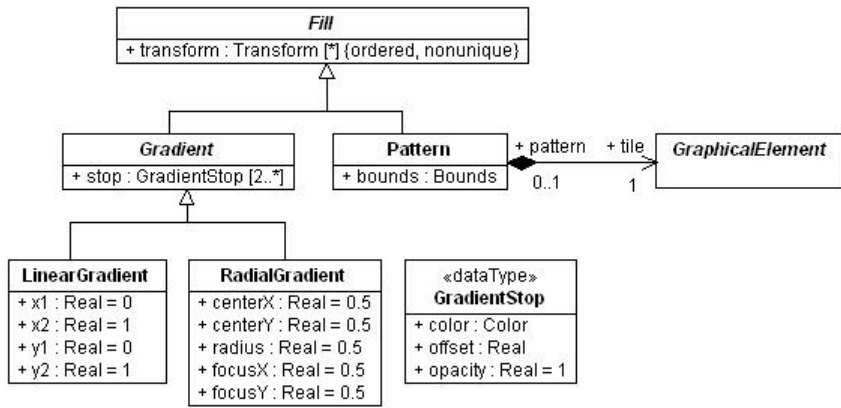 Fill
+ transform : Transform [*] {ordered, nonunique}
Gradient
+ stop : GradientStop [2..*]
Pattern
+ bounds : Bounds
+ pattern
+ tile
0..1
1
GraphicalElement
LinearGradient
+ x1 : Real = 0
+ x2 : Real = 1
+ y1 : Real = 0
+ y2 : Real = 1
RadialGradient
+ centerX : Real = 0.5
+ centerY : Real = 0.5
+ radius : Real = 0.5
+ focusX : Real = 0.5
+ focusY : Real = 0.5
«dataType»
GradientStop
+ color : Color
+ offset : Real
+ opacity : Real = 1